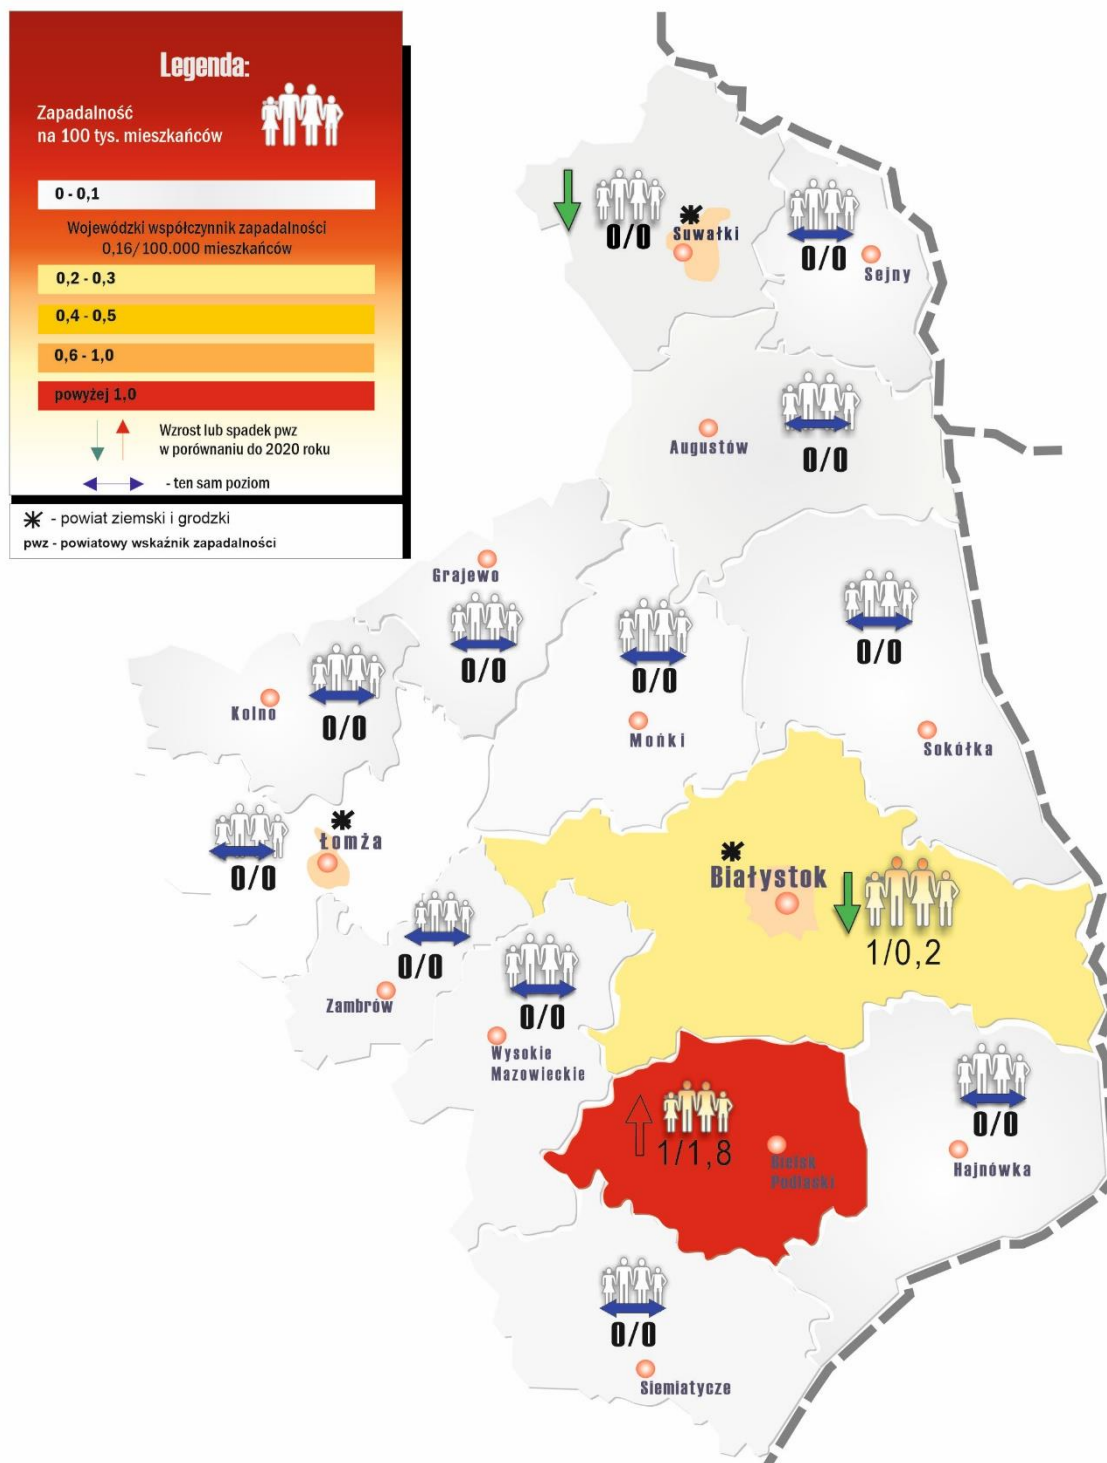 Legenda:
Zapadalność
na 100 tys. mieszkańców
0 - 0,1
Wojewódzki współczynnik zapadalności
0,16/100.000 mieszkańców
0,2 - 0,3
0,4 - 0,5
0,6 - 1,0
powyżej 1,0
Wzrost lub spadek pwz
w porównaniu do 2020 roku
- ten sam poziom
- powiat ziemski i grodzki
pwz - powiatowy wskaźnik zapadalności
0/0
Suwałki
0/0
Sejny
Augustów
0/0
Grajewo
0/0
0/0
Mońki
0/0
Sokółka
Kolno
0/0
Łomża
0/0
Białystok
1/0,2
0/0
Zambrów
0/0
Wysokie
Mazowieckie
1/1,8
Bielsk
Podlaski
0/0
Hajnówka
0/0
Siemiatycze